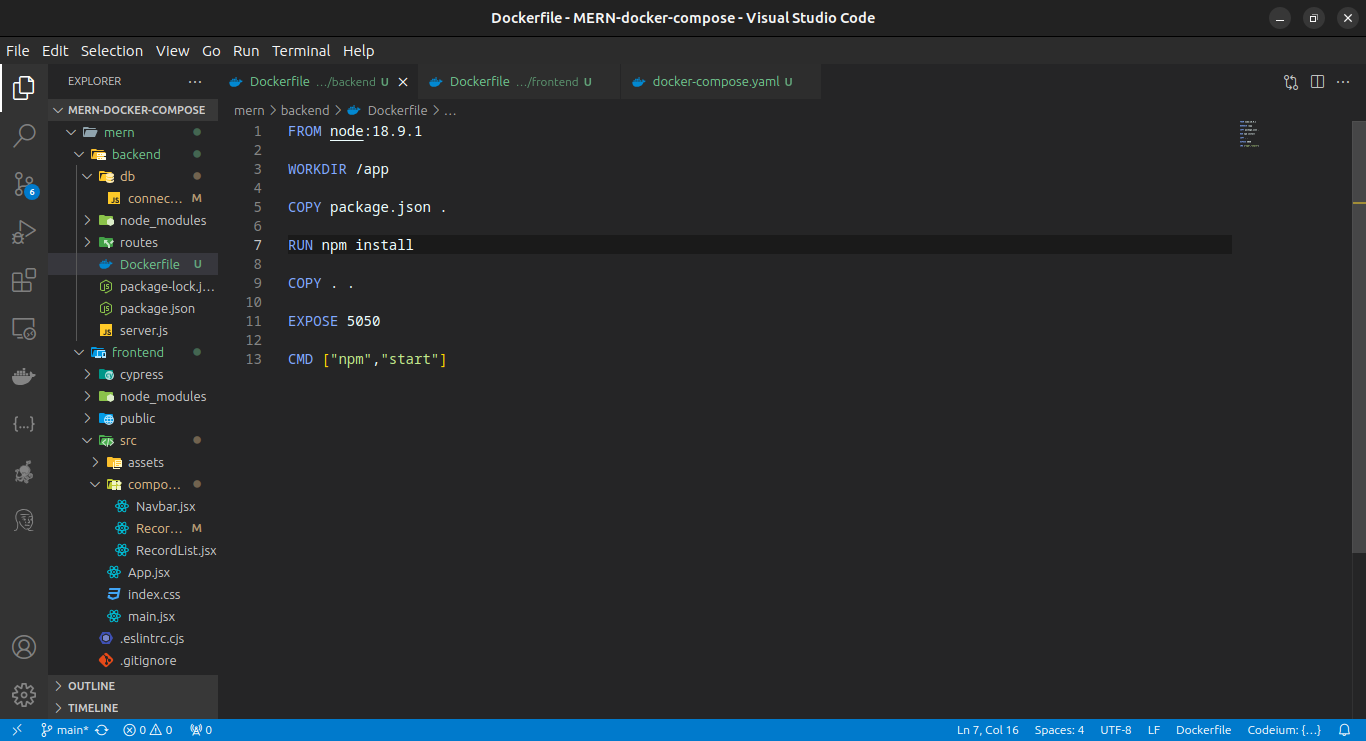 Dockerfile - MERN-docker-compose - Visual Studio Code
File Edit Selection View Go Run Terminal Help
EXPLORER
Dockerfile .../backend U
Dockerfile .../frontend U
docker-compose.yaml U
MERN-DOCKER-COMPOSE
mern > backend > Dockerfile > ...
mern
backend
db
connec... M
node_modules
routes
Dockerfile U
package-lock.j...
package.json
server.js
frontend
cypress
node_modules
public
src
assets
compo...
Navbar.jsx
Recor... M
RecordList.jsx
App.jsx
index.css
main.jsx
.eslintrc.cjs
.gitignore
OUTLINE
TIMELINE
6
1 FROM node:18.9.1
2
3 WORKDIR /app
4
5 COPY package.json .
6
7 RUN npm install
8
9 COPY . .
10
11 EXPOSE 5050
12
13 CMD ["npm","start"]
main* 0 0 0 Ln 7, Col 16 Spaces: 4 UTF-8 LF Dockerfile Codeium: {...}